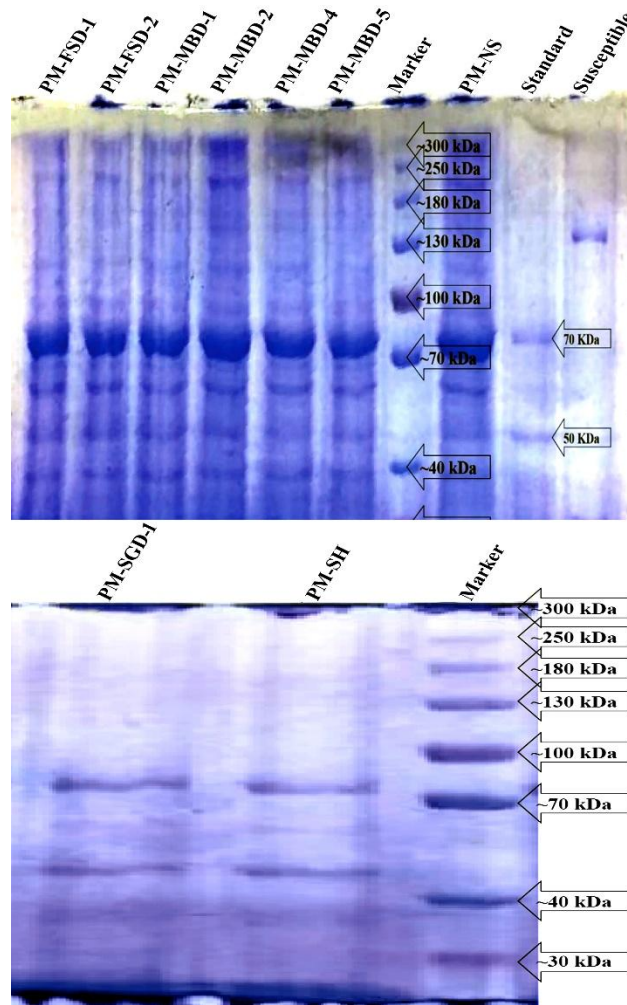 PM-FSD-1 PM-FSD-2 PM-MBD-1 PM-MBD-2 PM-MBD-4 PM-MBD-5 Marker PM-NS Standard Susceptible
~300 kDa
~250 kDa
~180 kDa
~130 kDa
~100 kDa
70 KDa
~70 kDa
50 KDa
~40 kDa
PM-SGD-1 PM-SH Marker
~300 kDa
~250 kDa
~180 kDa
~130 kDa
~100 kDa
~70 kDa
~40 kDa
~30 kDa